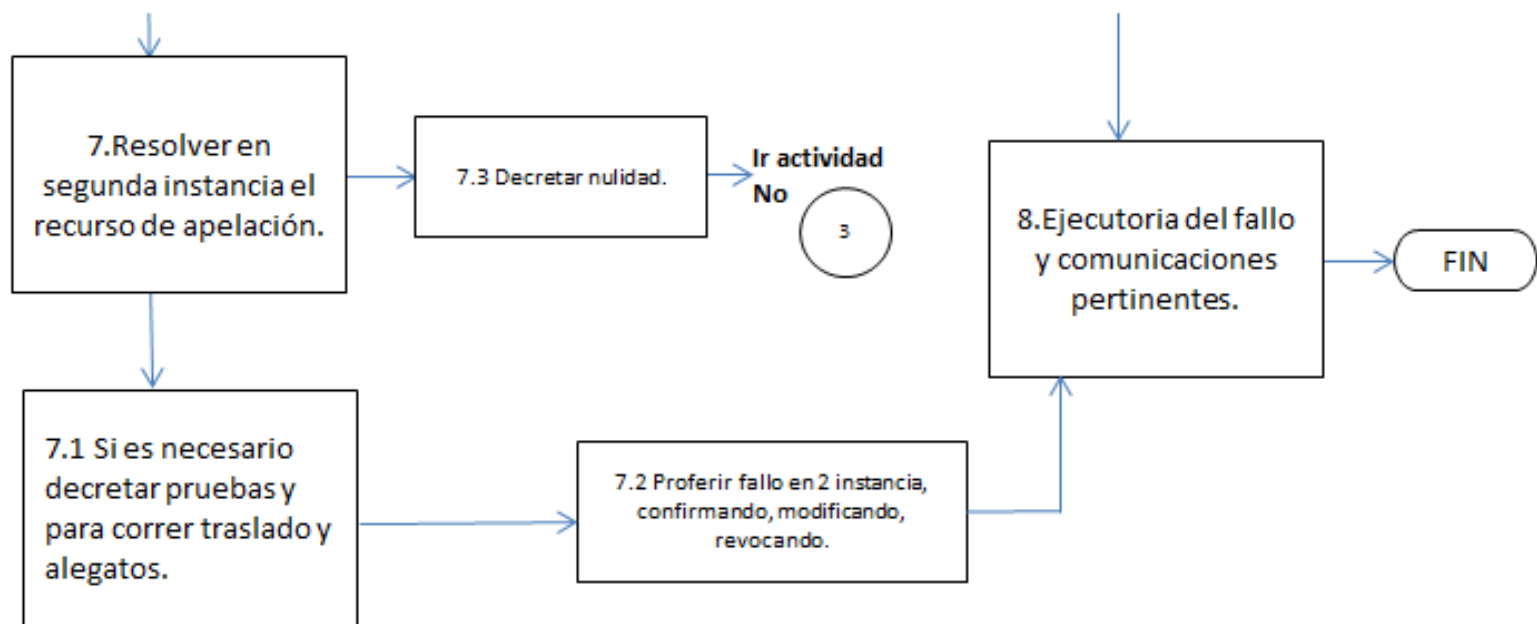 7.Resolver en
segunda instancia el
recurso de apelación.
7.3 Decretar nulidad.
Ir actividad
No
3
8.Ejecutoria del fallo
y comunicaciones
pertinentes.
FIN
7.1 Si es necesario
decretar pruebas y
para correr traslado y
alegatos.
7.2 Proferir fallo en 2 instancia,
confirmando, modificando,
revocando.